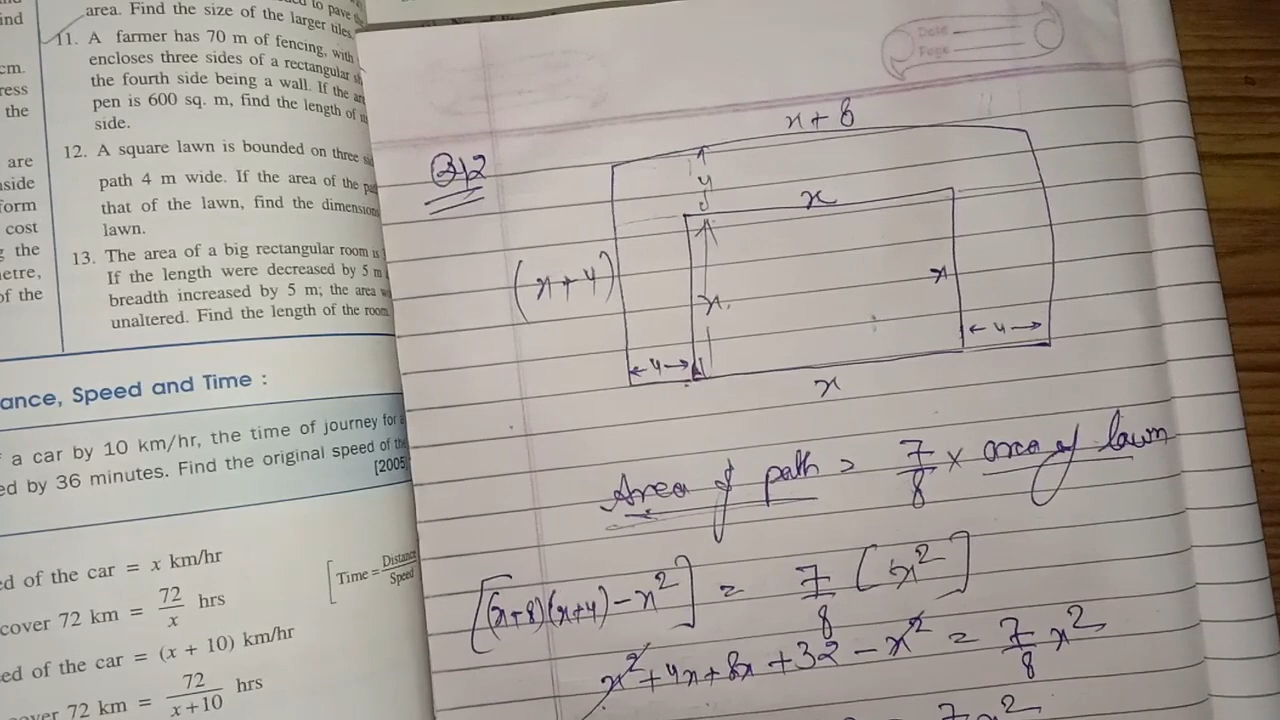 ind
cm.
ress
the
are
aside
form
cost
g the
netre,
of the
to pave the
area. Find the size of the larger tiles
11. A farmer has 70 m of fencing, with
encloses three sides of a rectangular
the fourth side being a wall. If the
pen is 600 sq. m, find the length of
side.
12. A square lawn is bounded on three
path 4 m wide. If the area of the
that of the lawn, find the dimensions
lawn.
13. The area of a big rectangular room is
If the length were decreased by 5 m
breadth increased by 5 m; the area
unaltered. Find the length of the room
ance, Speed and Time :
a car by 10 km/hr, the time of journey for
ed by 36 minutes. Find the original speed of the
[2005]
ed of the car = x km/hr
[Time = Distance/Speed
cover 72 km = 72/x hrs
ed of the car = (x + 10) km/hr
cover 72 km = 72/x+10 hrs
Date
Page
Q12
x + 8
4
x
(x+4)
x
x
4
4
x
Area of path = 7/8 × area of lawn
[(x+8)(x+4) - x²] = 7/8 [x²]
x² + 4x + 8x + 32 - x² = 7/8 x²